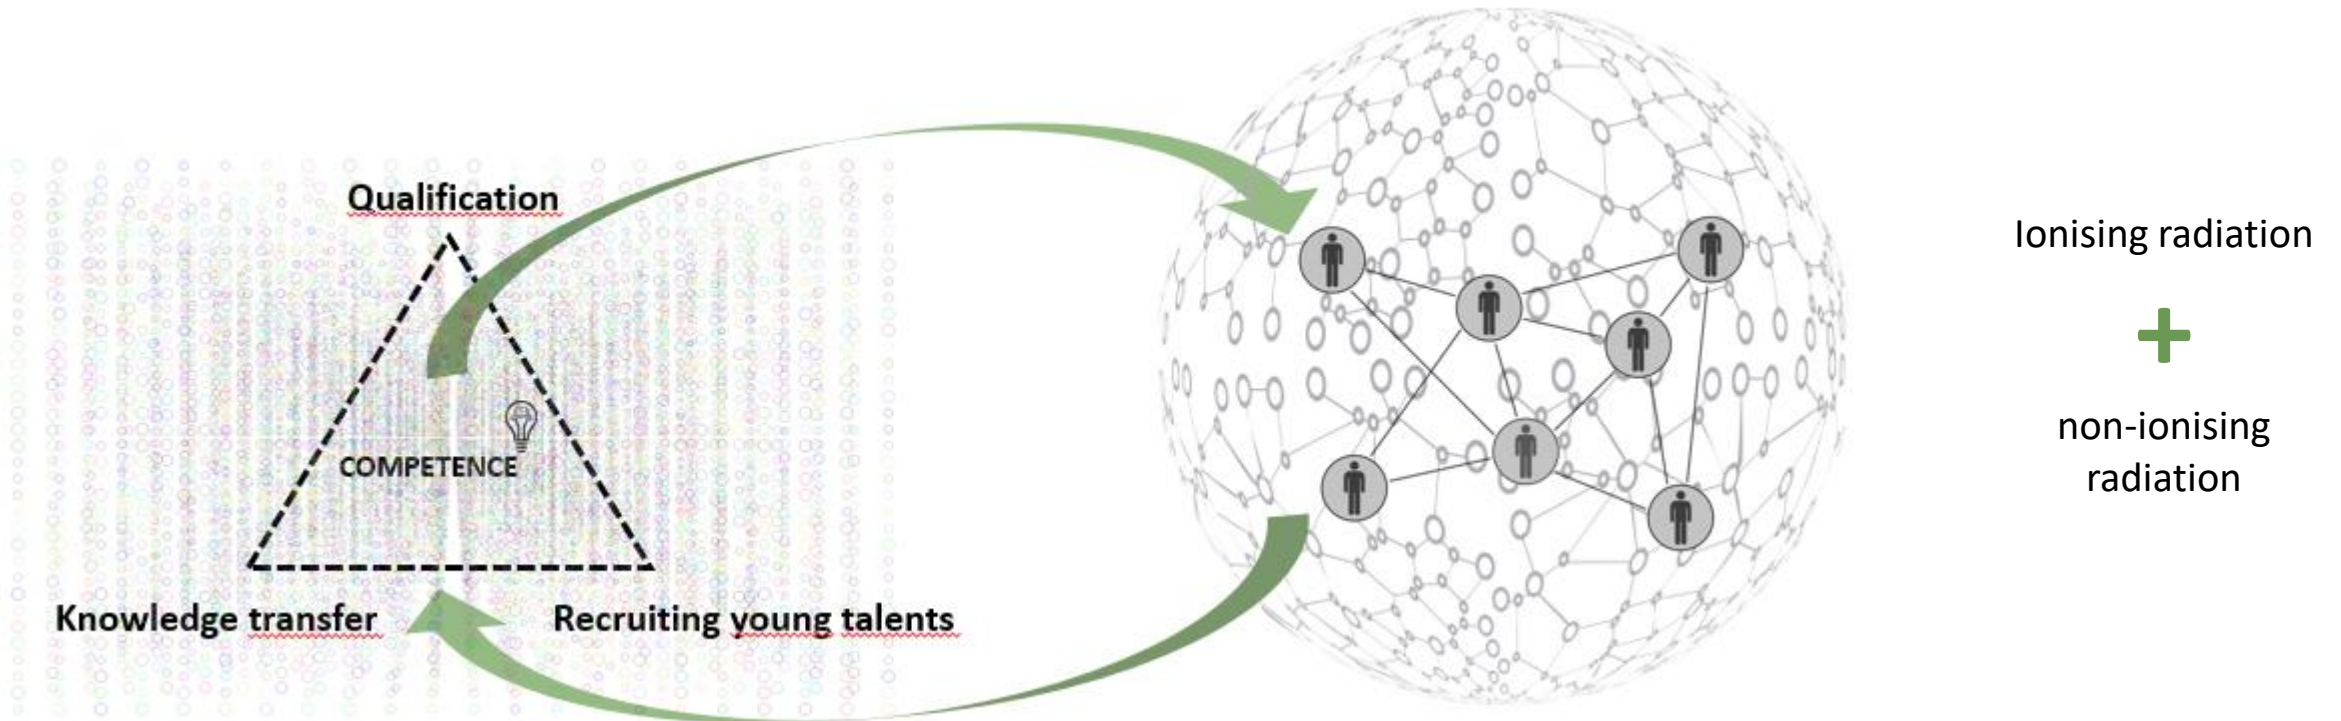 Qualification
COMPETENCE
Knowledge transfer
Recruiting young talents
Ionising radiation
+
non-ionising
radiation